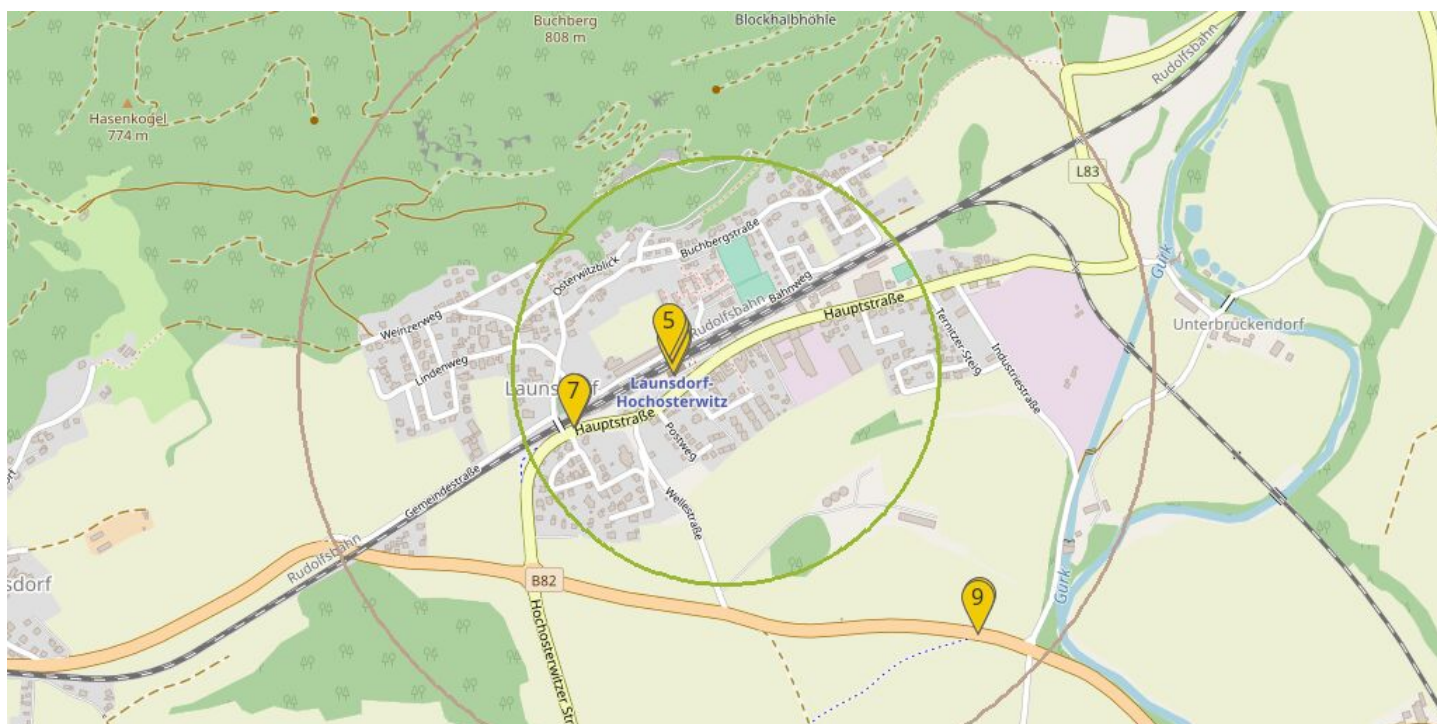 Buchberg
808 m
Blockhalbhöhle
Rudolfsbahn
Hasenkogel
774 m
L83
Buchbergstraße
Osterwitzblick
Gurk
Bahnweg
Rudolfsbahn
Hauptstraße
Weinzerweg
5
Unterbrückendorf
Ternitzer-Steig
Industriestraße
Lindenweg
Launsdorf-
Hochosterwitz
7
Hauptstraße
Postweg
Gemeindestraße
Wellestraße
Rudolfsbahn
B82
Gurk
sdorf
9
Hochosterwitzer Str